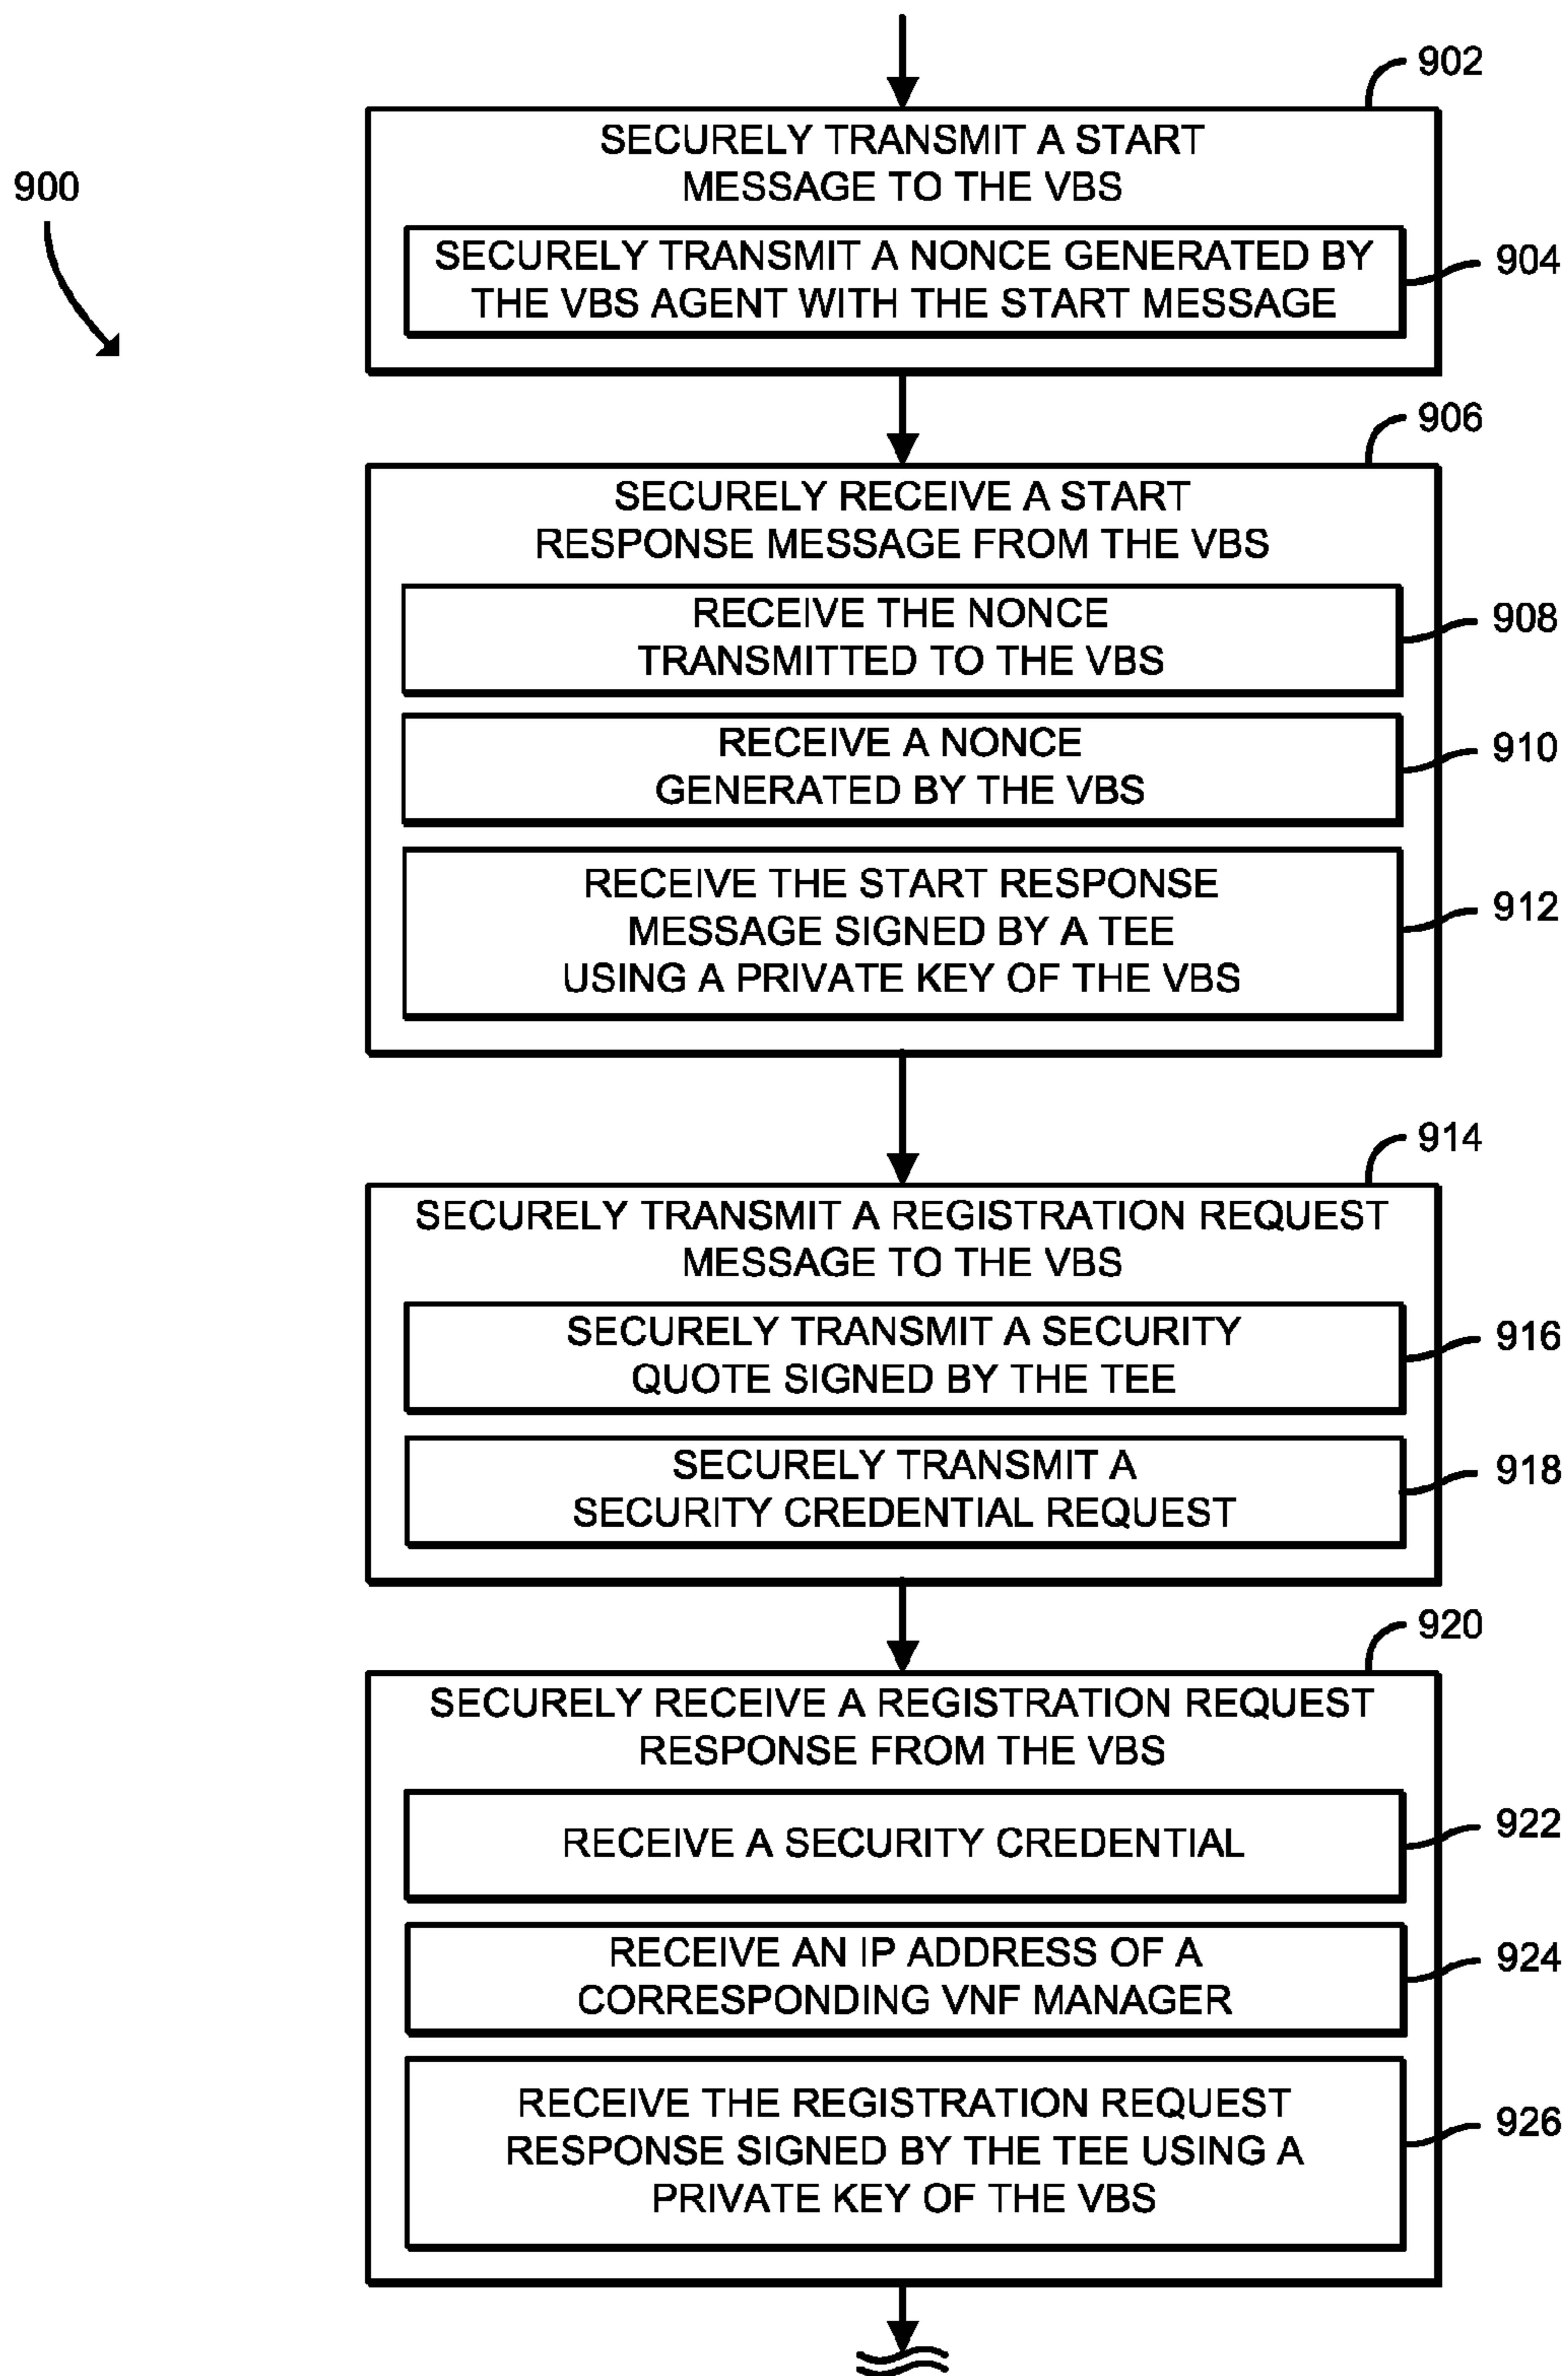 902
SECURELY TRANSMIT A START
MESSAGE TO THE VBS
900
SECURELY TRANSMIT A NONCE GENERATED BY
THE VBS AGENT WITH THE START MESSAGE
904
906
SECURELY RECEIVE A START
RESPONSE MESSAGE FROM THE VBS
RECEIVE THE NONCE
TRANSMITTED TO THE VBS
908
RECEIVE A NONCE
GENERATED BY THE VBS
910
RECEIVE THE START RESPONSE
MESSAGE SIGNED BY A TEE
USING A PRIVATE KEY OF THE VBS
912
914
SECURELY TRANSMIT A REGISTRATION REQUEST
MESSAGE TO THE VBS
SECURELY TRANSMIT A SECURITY
QUOTE SIGNED BY THE TEE
916
SECURELY TRANSMIT A
SECURITY CREDENTIAL REQUEST
918
920
SECURELY RECEIVE A REGISTRATION REQUEST
RESPONSE FROM THE VBS
RECEIVE A SECURITY CREDENTIAL
922
RECEIVE AN IP ADDRESS OF A
CORRESPONDING VNF MANAGER
924
RECEIVE THE REGISTRATION REQUEST
RESPONSE SIGNED BY THE TEE USING A
PRIVATE KEY OF THE VBS
926